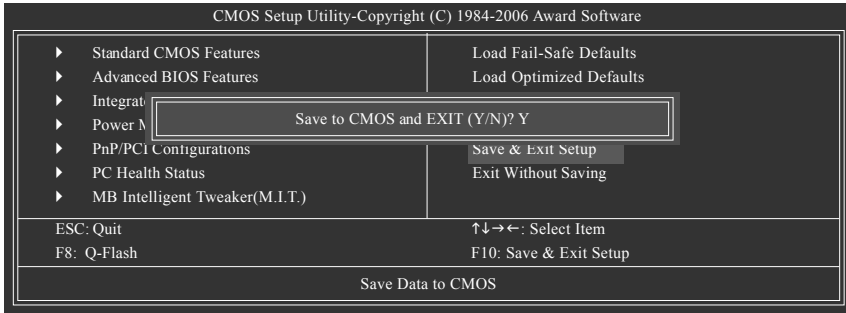 CMOS Setup Utility-Copyright (C) 1984-2006 Award Software
Standard CMOS Features
Advanced BIOS Features
Power
PnP/PCI Configurations
PC Health Status
MB Intelligent Tweaker(M.I.T.)
Load Fail-Safe Defaults
Load Optimized Defaults
Save & Exit Setup
Exit Without Saving
Save to CMOS and EXIT (Y/N)? Y
ESC: Quit
↑↓→←: Select Item
F8: Q-Flash
F10: Save & Exit Setup
Save Data to CMOS